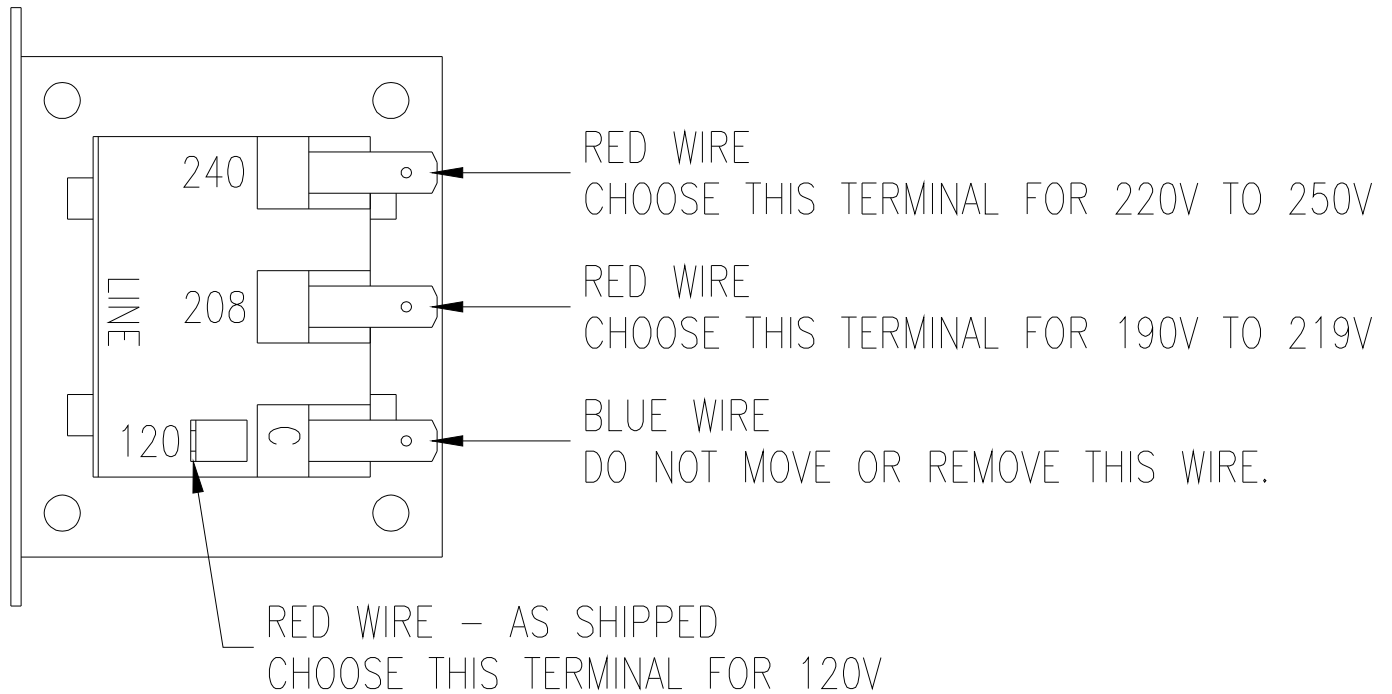 240
RED WIRE
CHOOSE THIS TERMINAL FOR 220V TO 250V
LINE
208
RED WIRE
CHOOSE THIS TERMINAL FOR 190V TO 219V
120
C
BLUE WIRE
DO NOT MOVE OR REMOVE THIS WIRE.
RED WIRE – AS SHIPPED
CHOOSE THIS TERMINAL FOR 120V